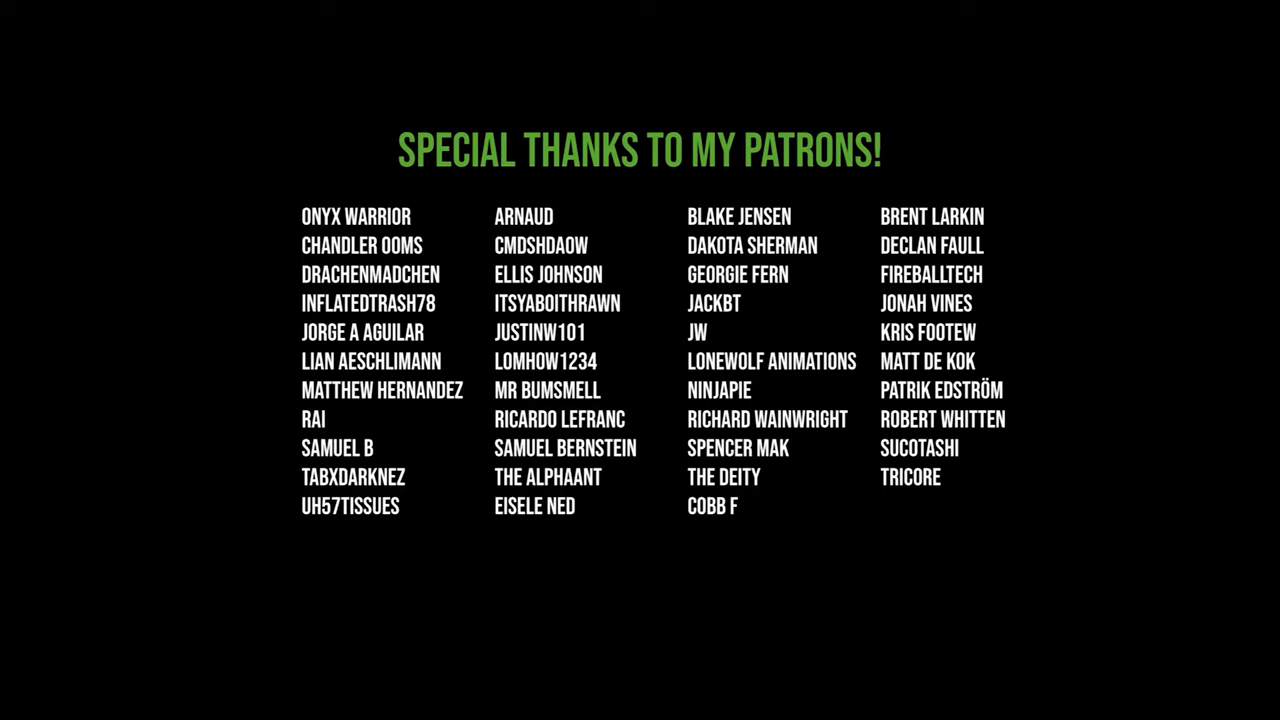 SPECIAL THANKS TO MY PATRONS!
ONYX WARRIOR ARNAUD BLAKE JENSEN BRENT LARKIN
CHANDLER OOMS CMDSHDAOW DAKOTA SHERMAN DECLAN FAULL
DRACHENMADCHEN ELLIS JOHNSON GEORGIE FERN FIREBALLTECH
INFLATEDTRASH78 ITSYABOITHRAWN JACKBT JONAH VINES
JORGE A AGUILAR JUSTINW101 JW KRIS FOOTEW
LIAN AESCHLIMANN LOMHOW1234 LONEWOLF ANIMATIONS MATT DE KOK
MATTHEW HERNANDEZ MR BUMSMELL NINJAPIE PATRIK EDSTRÖM
RAI RICARDO LEFRANC RICHARD WAINWRIGHT ROBERT WHITTEN
SAMUEL B SAMUEL BERNSTEIN SPENCER MAK SUCOTASHI
TABXDARKNEZ THE ALPHAANT THE DEITY TRICORE
UH57TISSUES EISELE NED COBB F